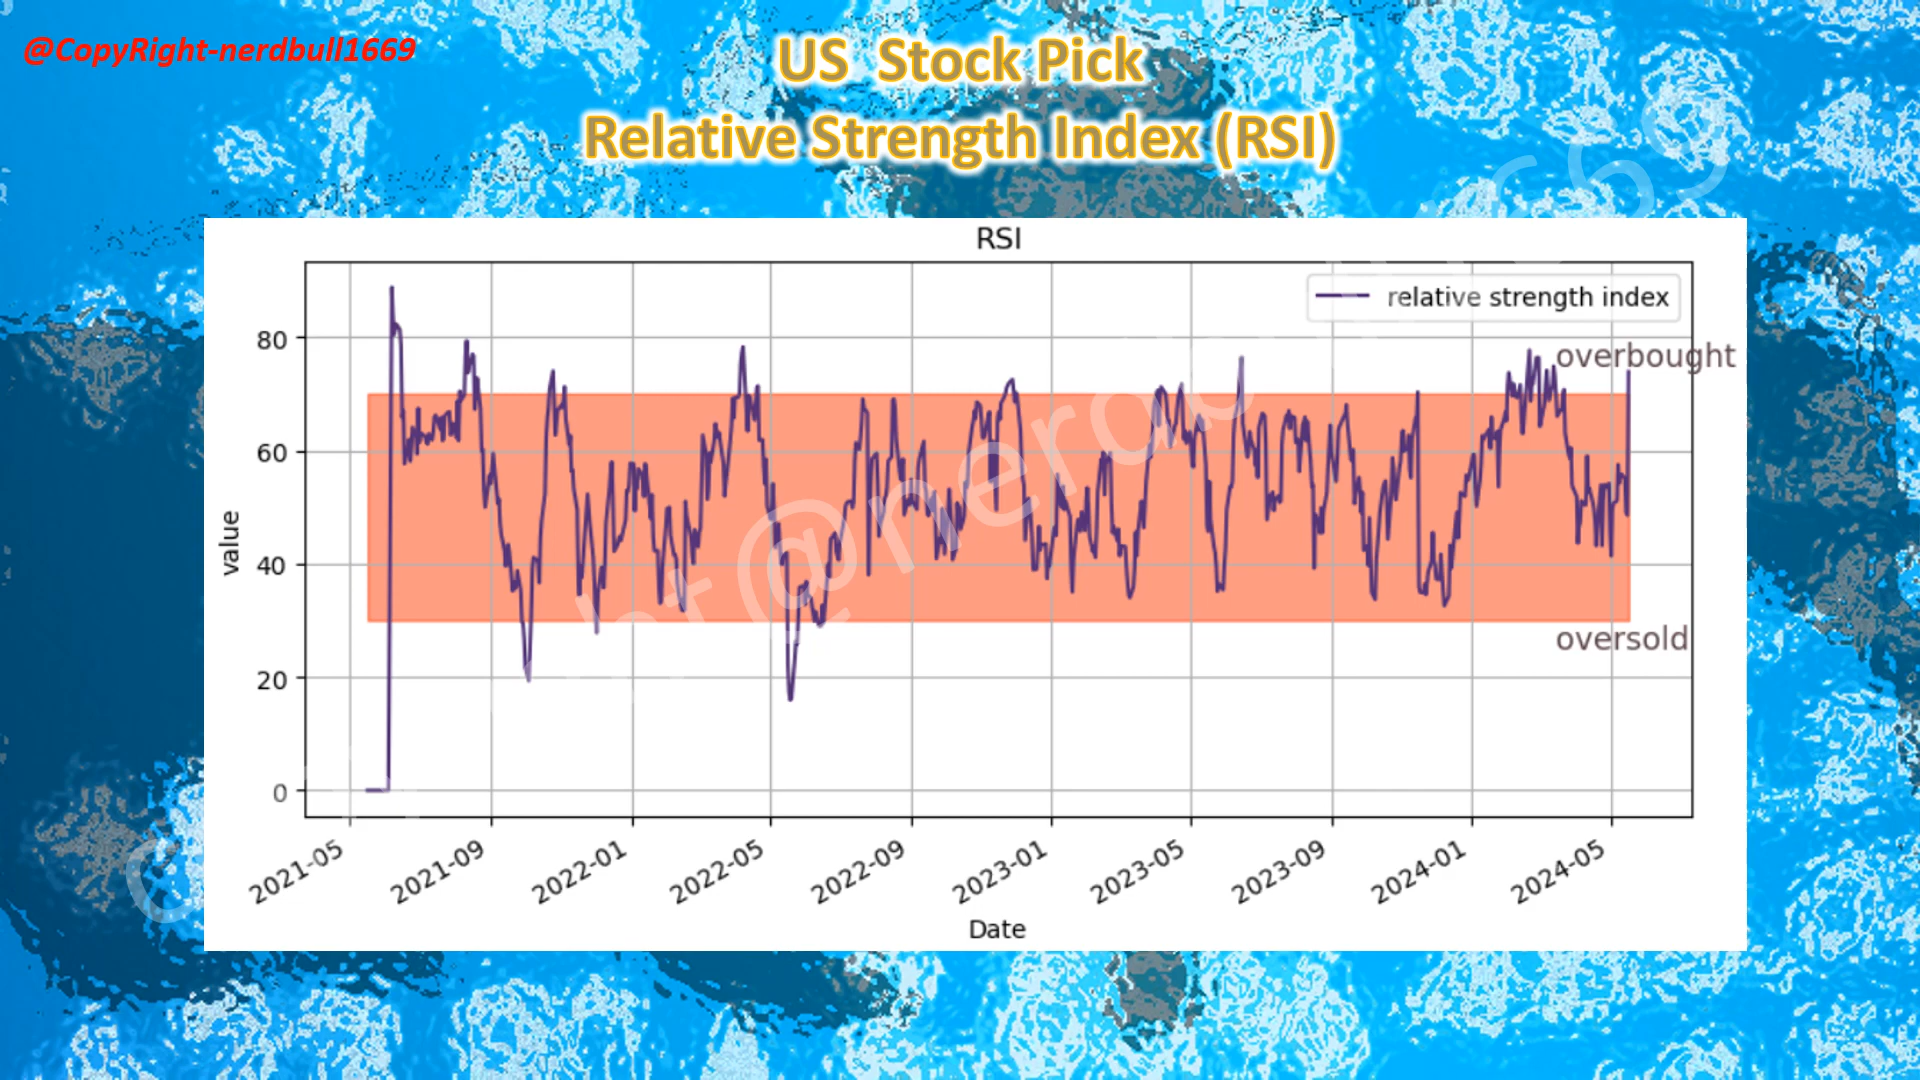 @CopyRight-nerdbull1669
US Stock Pick
Relative Strength Index (RSI)
RSI
relative strength index
overbought
oversold
value
80
60
40
20
0
2021-05
2021-09
2022-01
2022-05
2022-09
2023-01
2023-05
2023-09
2024-01
2024-05
Date